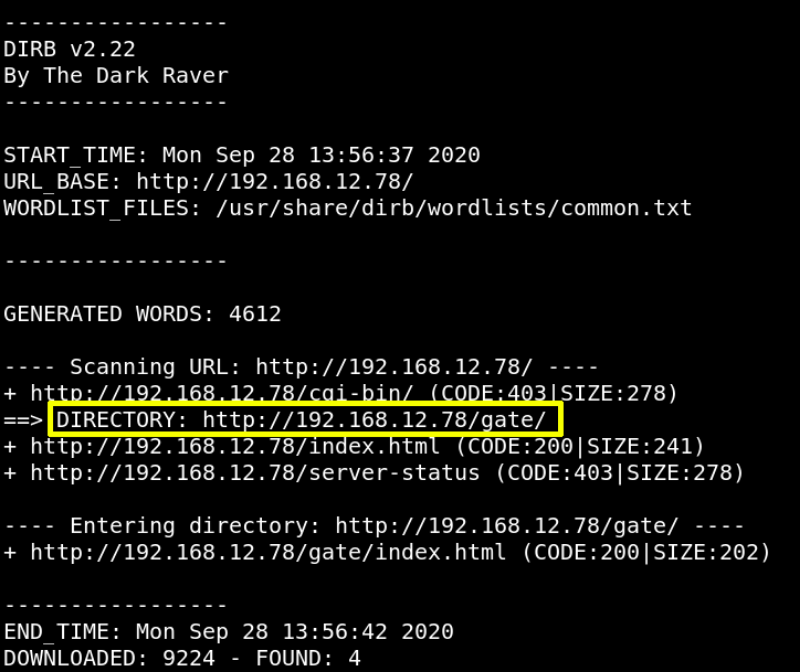 -----------------
DIRB v2.22
By The Dark Raver
-----------------
START_TIME: Mon Sep 28 13:56:37 2020
URL_BASE: http://192.168.12.78/
WORDLIST_FILES: /usr/share/dirb/wordlists/common.txt
-----------------
GENERATED WORDS: 4612
---- Scanning URL: http://192.168.12.78/ ----
+ http://192.168.12.78/cgi-bin/ (CODE:403|SIZE:278)
==> DIRECTORY: http://192.168.12.78/gate/
+ http://192.168.12.78/index.html (CODE:200|SIZE:241)
+ http://192.168.12.78/server-status (CODE:403|SIZE:278)
---- Entering directory: http://192.168.12.78/gate/ ----
+ http://192.168.12.78/gate/index.html (CODE:200|SIZE:202)
-----------------
END_TIME: Mon Sep 28 13:56:42 2020
DOWNLOADED: 9224 - FOUND: 4